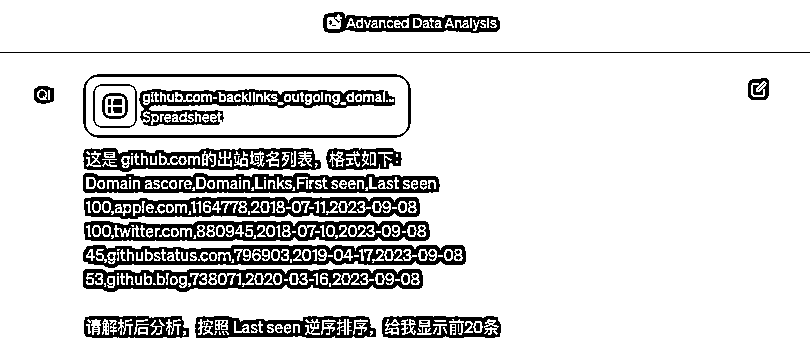 Advanced Data Analysis
QI
github.com-backlinks_outgoing_domai...
Spreadsheet
这是 github.com的出站域名列表，格式如下：
Domain ascore,Domain,Links,First seen,Last seen
100,apple.com,1164778,2018-07-11,2023-09-08
100,twitter.com,880945,2018-07-10,2023-09-08
45,githubstatus.com,796903,2019-04-17,2023-09-08
53,github.blog,738071,2020-03-16,2023-09-08
请解析后分析，按照 Last seen 逆序排序，给我显示前20条